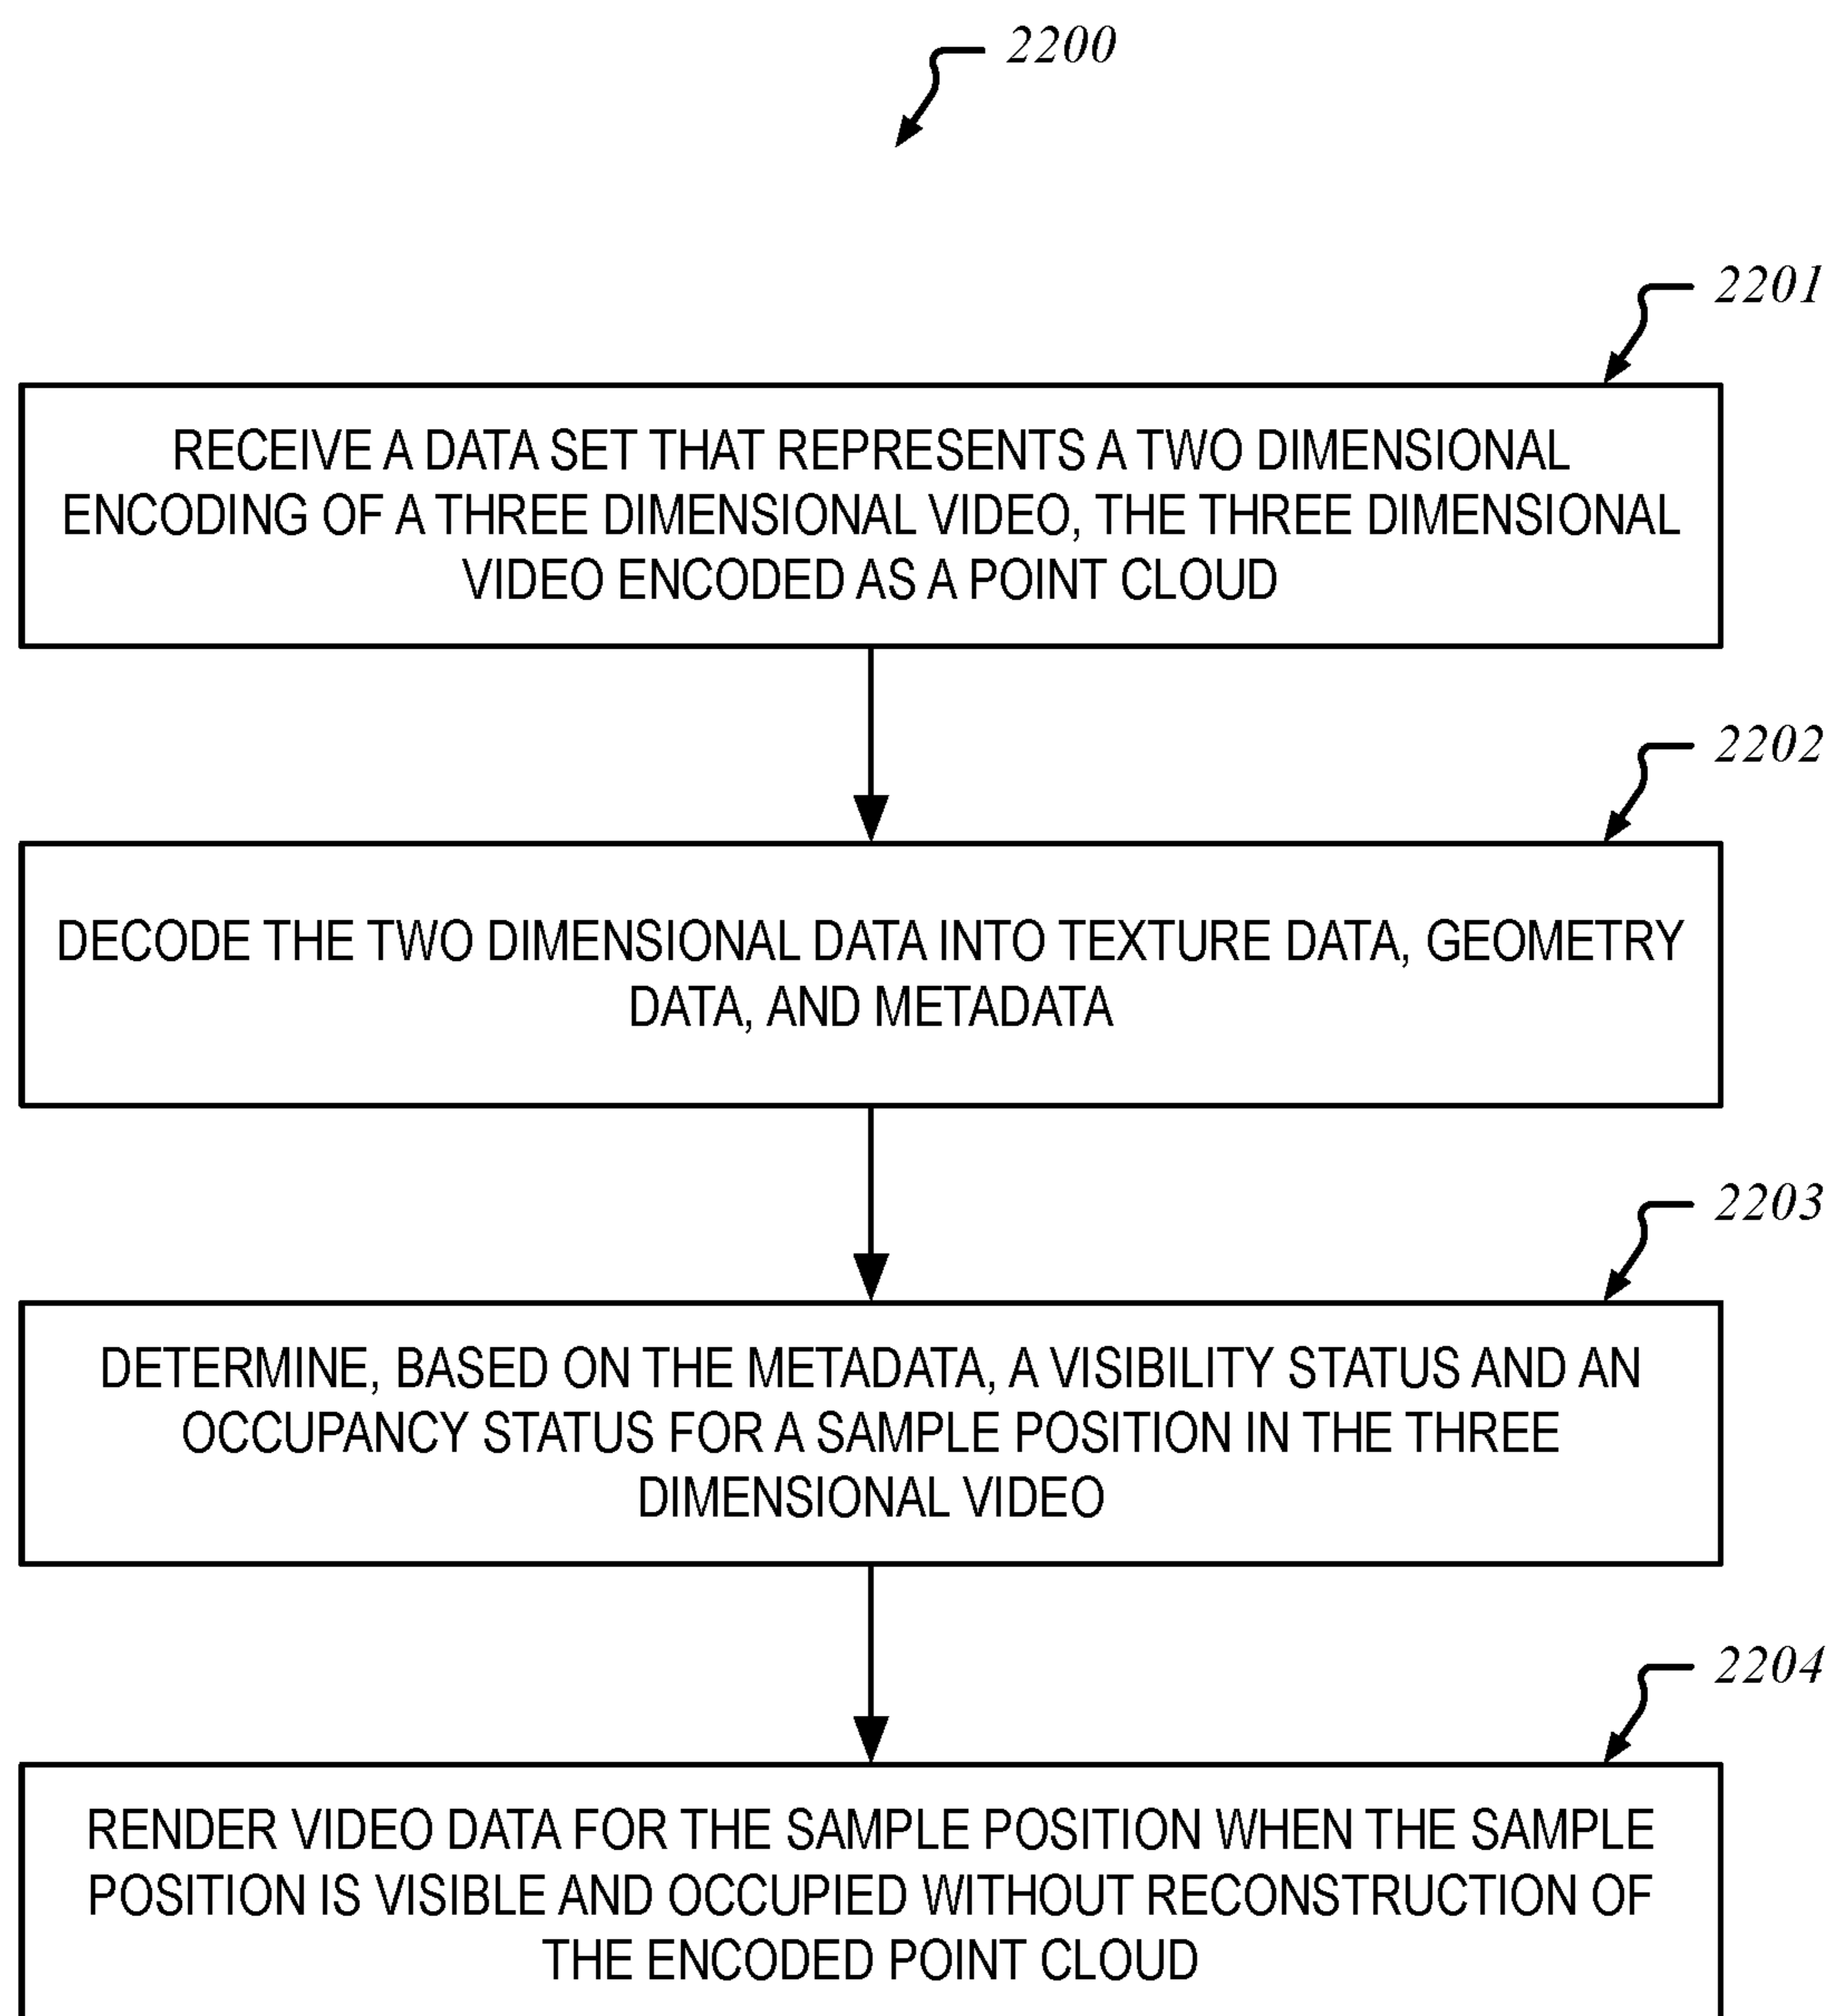 2200
2201
RECEIVE A DATA SET THAT REPRESENTS A TWO DIMENSIONAL
ENCODING OF A THREE DIMENSIONAL VIDEO, THE THREE DIMENSIONAL
VIDEO ENCODED AS A POINT CLOUD
2202
DECODE THE TWO DIMENSIONAL DATA INTO TEXTURE DATA, GEOMETRY
DATA, AND METADATA
2203
DETERMINE, BASED ON THE METADATA, A VISIBILITY STATUS AND AN
OCCUPANCY STATUS FOR A SAMPLE POSITION IN THE THREE
DIMENSIONAL VIDEO
2204
RENDER VIDEO DATA FOR THE SAMPLE POSITION WHEN THE SAMPLE
POSITION IS VISIBLE AND OCCUPIED WITHOUT RECONSTRUCTION OF
THE ENCODED POINT CLOUD